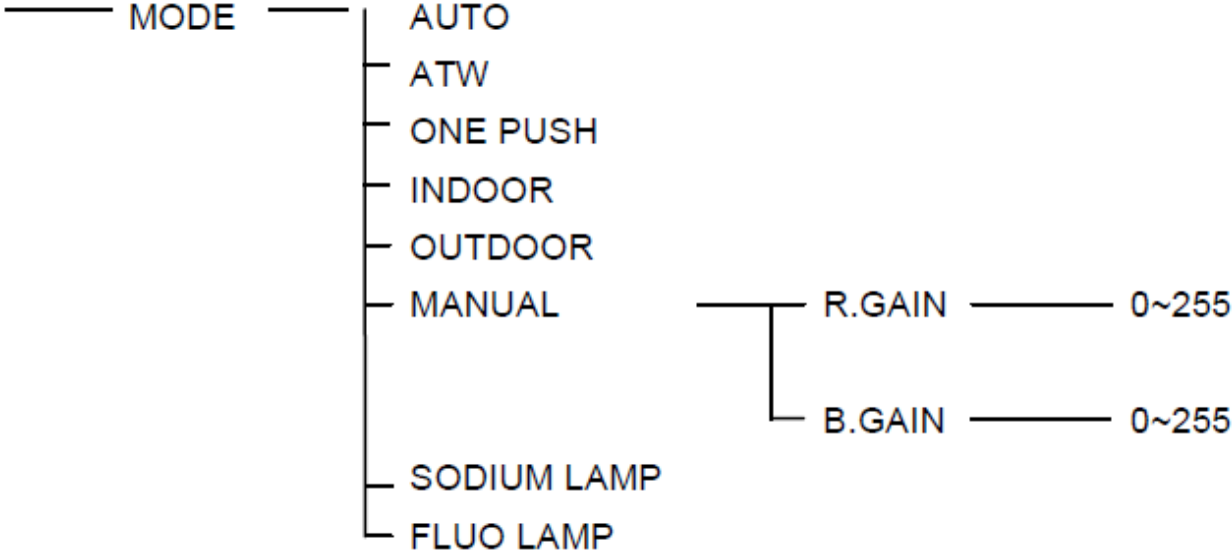 MODE AUTO
ATW
ONE PUSH
INDOOR
OUTDOOR
MANUAL R.GAIN 0~255
B.GAIN 0~255
SODIUM LAMP
FLUO LAMP